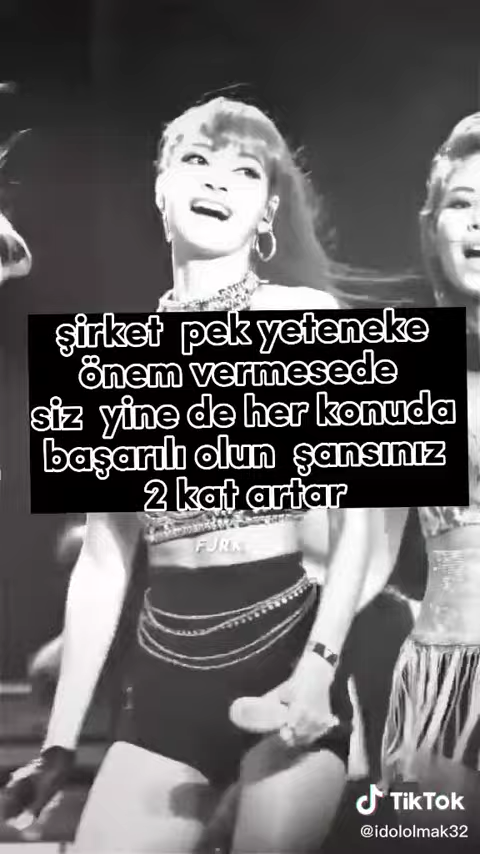 şirket pek yeteneke
önem vermesede
siz yine de her konuda
başarılı olun şansınız
2 kat artar
FJRK
TikTok
@idololmak32